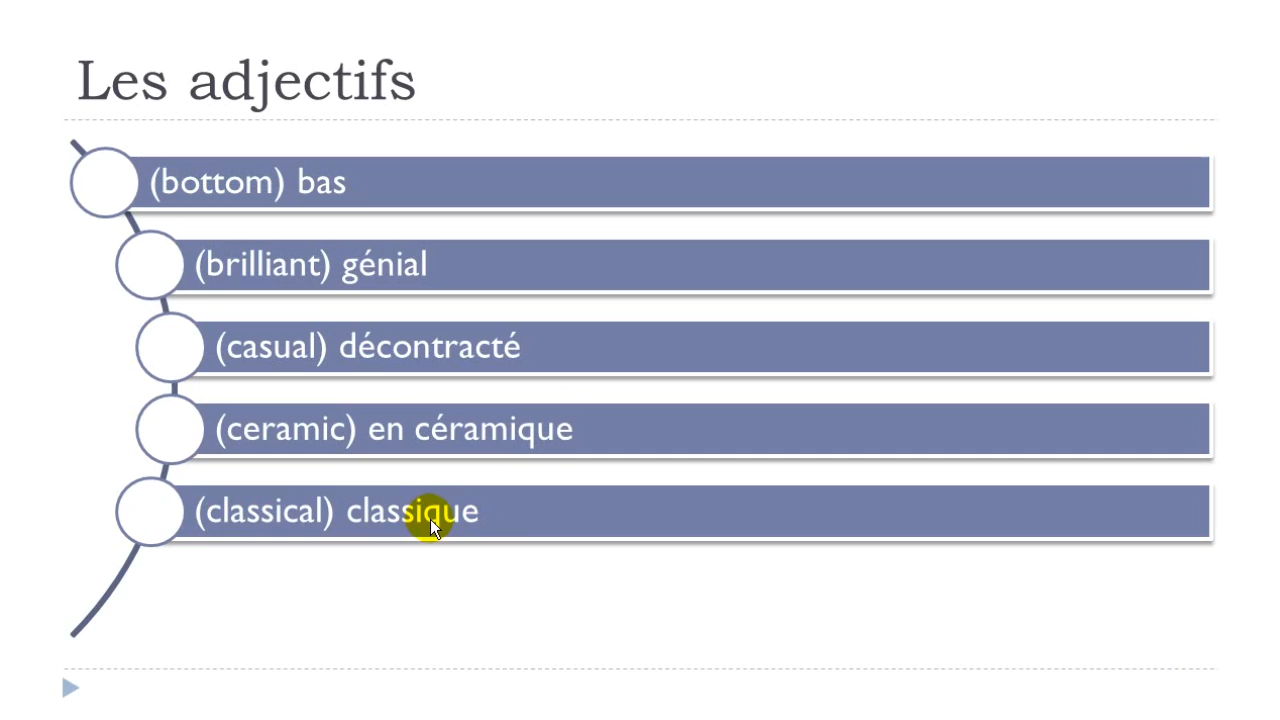 Les adjectifs
(bottom) bas
(brilliant) génial
(casual) décontracté
(ceramic) en céramique
(classical) classique